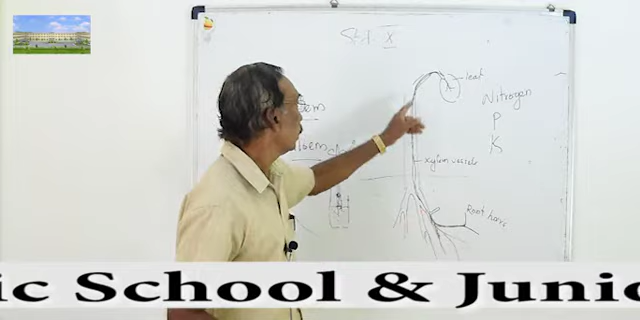 Std X
leaf
Nitrogen
P
K
xylem vessels
Root hairs
ic School & Junio